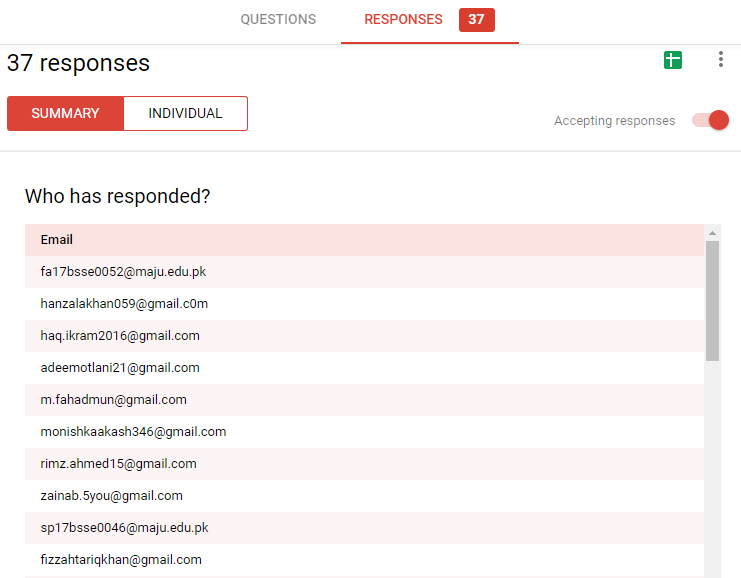 QUESTIONS RESPONSES 37
37 responses
SUMMARY INDIVIDUAL
Accepting responses
Who has responded?
Email
fa17bsse0052@maju.edu.pk
hanzalakhan059@gmail.c0m
haq.ikram2016@gmail.com
adeemotlani21@gmail.com
m.fahadmun@gmail.com
monishkaakash346@gmail.com
rimz.ahmed15@gmail.com
zainab.5you@gmail.com
sp17bsse0046@maju.edu.pk
fizzahtariqkhan@gmail.com